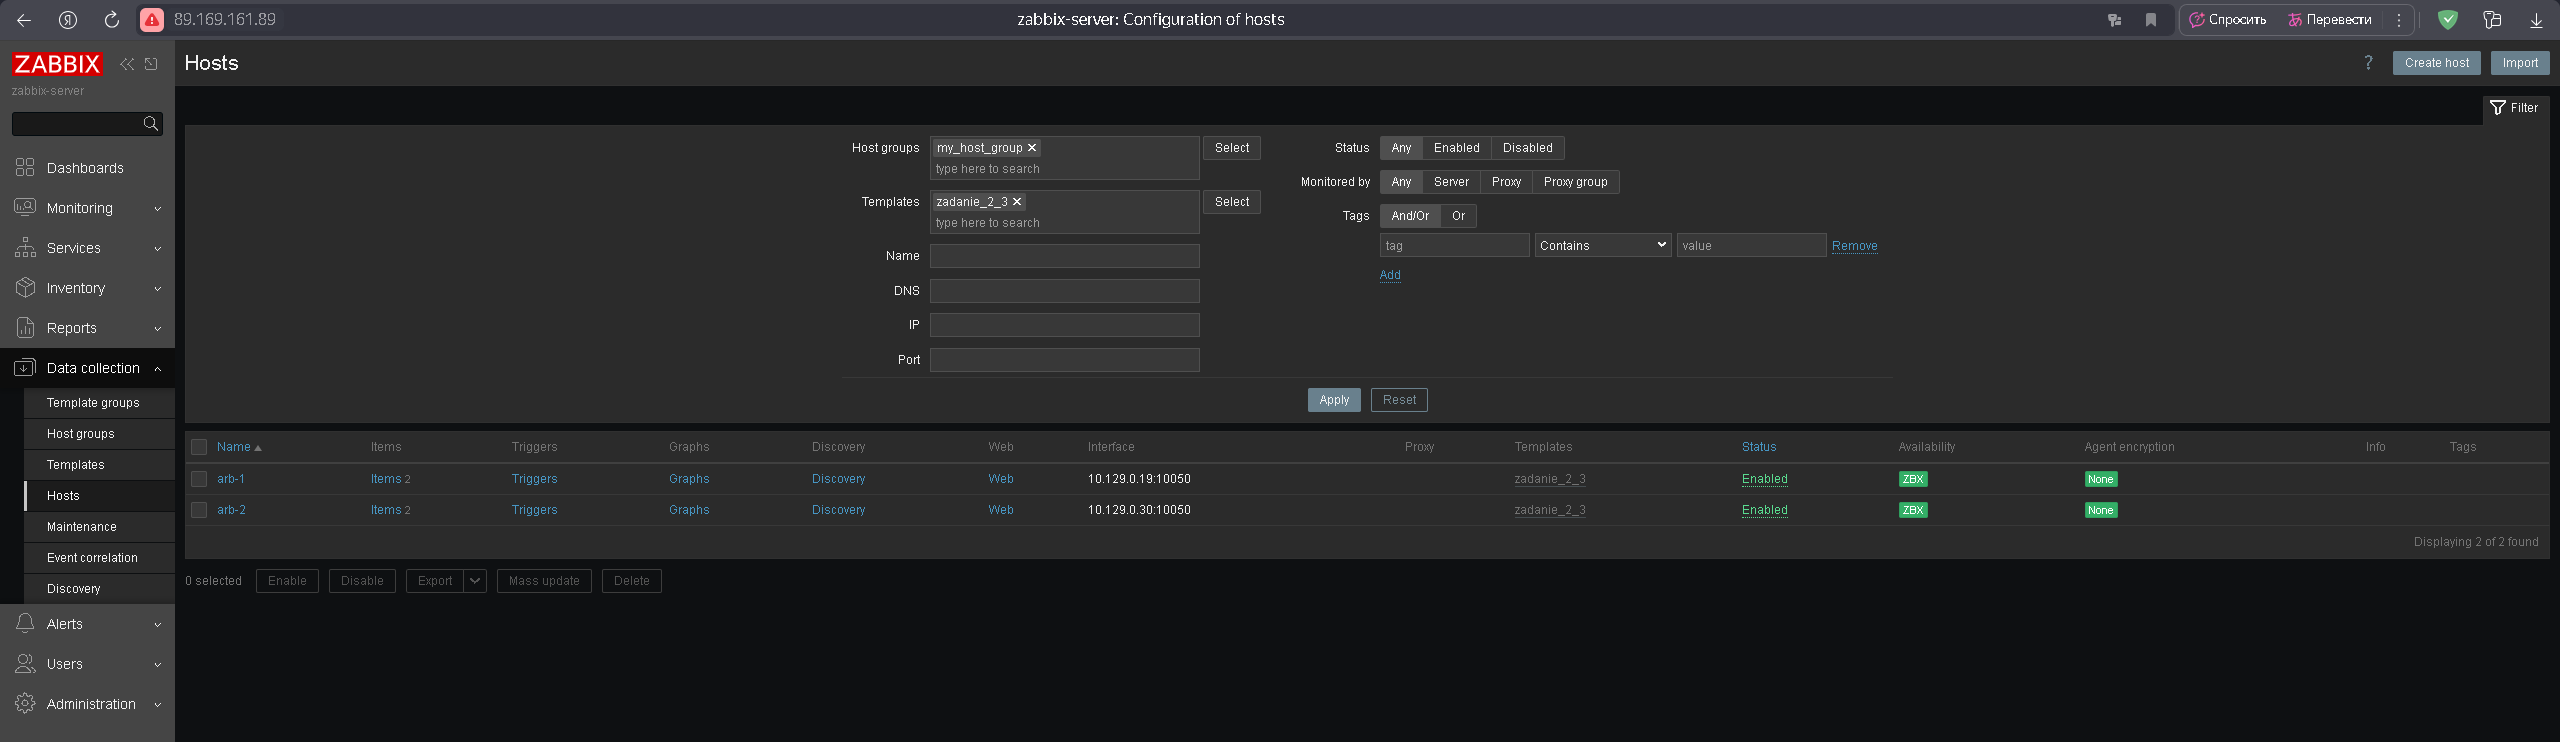 89.169.161.89
zabbix-server: Configuration of hosts
Спросить
Перевести
ZABBIX
zabbix-server
Hosts
?
Create host
Import
Filter
Dashboards
Monitoring
Services
Inventory
Reports
Data collection
Template groups
Host groups
Templates
Hosts
Maintenance
Event correlation
Discovery
Alerts
Users
Administration
Host groups
my_host_group
type here to search
Select
Templates
zadanie_2_3
type here to search
Select
Name
DNS
IP
Port
Status Any Enabled Disabled
Monitored by Any Server Proxy Proxy group
Tags And/Or Or
tag Contains value Remove
Add
Apply Reset
Name Items Triggers Graphs Discovery Web Interface Proxy Templates Status Availability Agent encryption Info Tags
arb-1 Items 2 Triggers Graphs Discovery Web 10.129.0.19:10050 zadanie_2_3 Enabled ZBX None
arb-2 Items 2 Triggers Graphs Discovery Web 10.129.0.30:10050 zadanie_2_3 Enabled ZBX None
Displaying 2 of 2 found
0 selected Enable Disable Export Mass update Delete